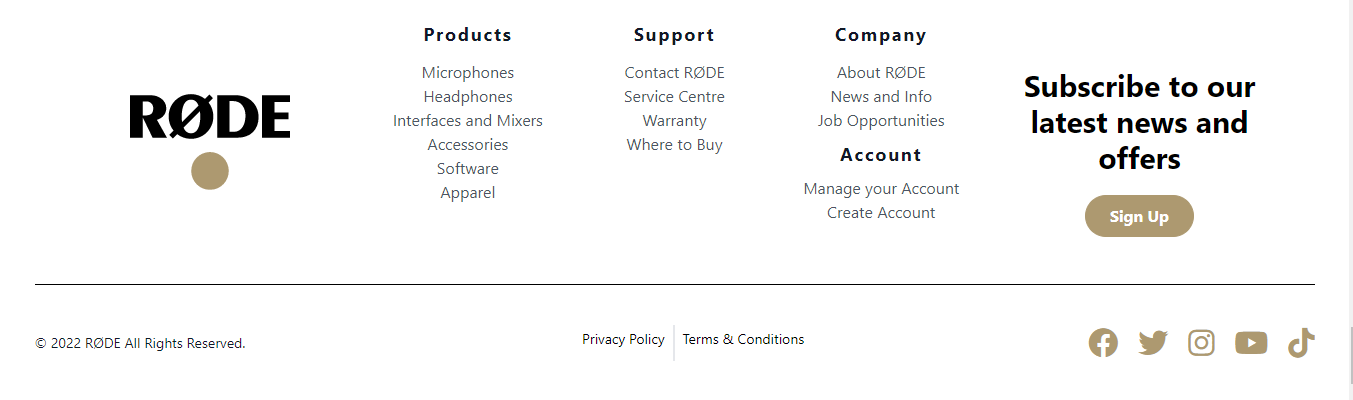 RØDE
Products
Microphones
Headphones
Interfaces and Mixers
Accessories
Software
Apparel
Support
Contact RØDE
Service Centre
Warranty
Where to Buy
Company
About RØDE
News and Info
Job Opportunities
Account
Manage your Account
Create Account
Subscribe to our
latest news and
offers
Sign Up
© 2022 RØDE All Rights Reserved.
Privacy Policy
Terms & Conditions